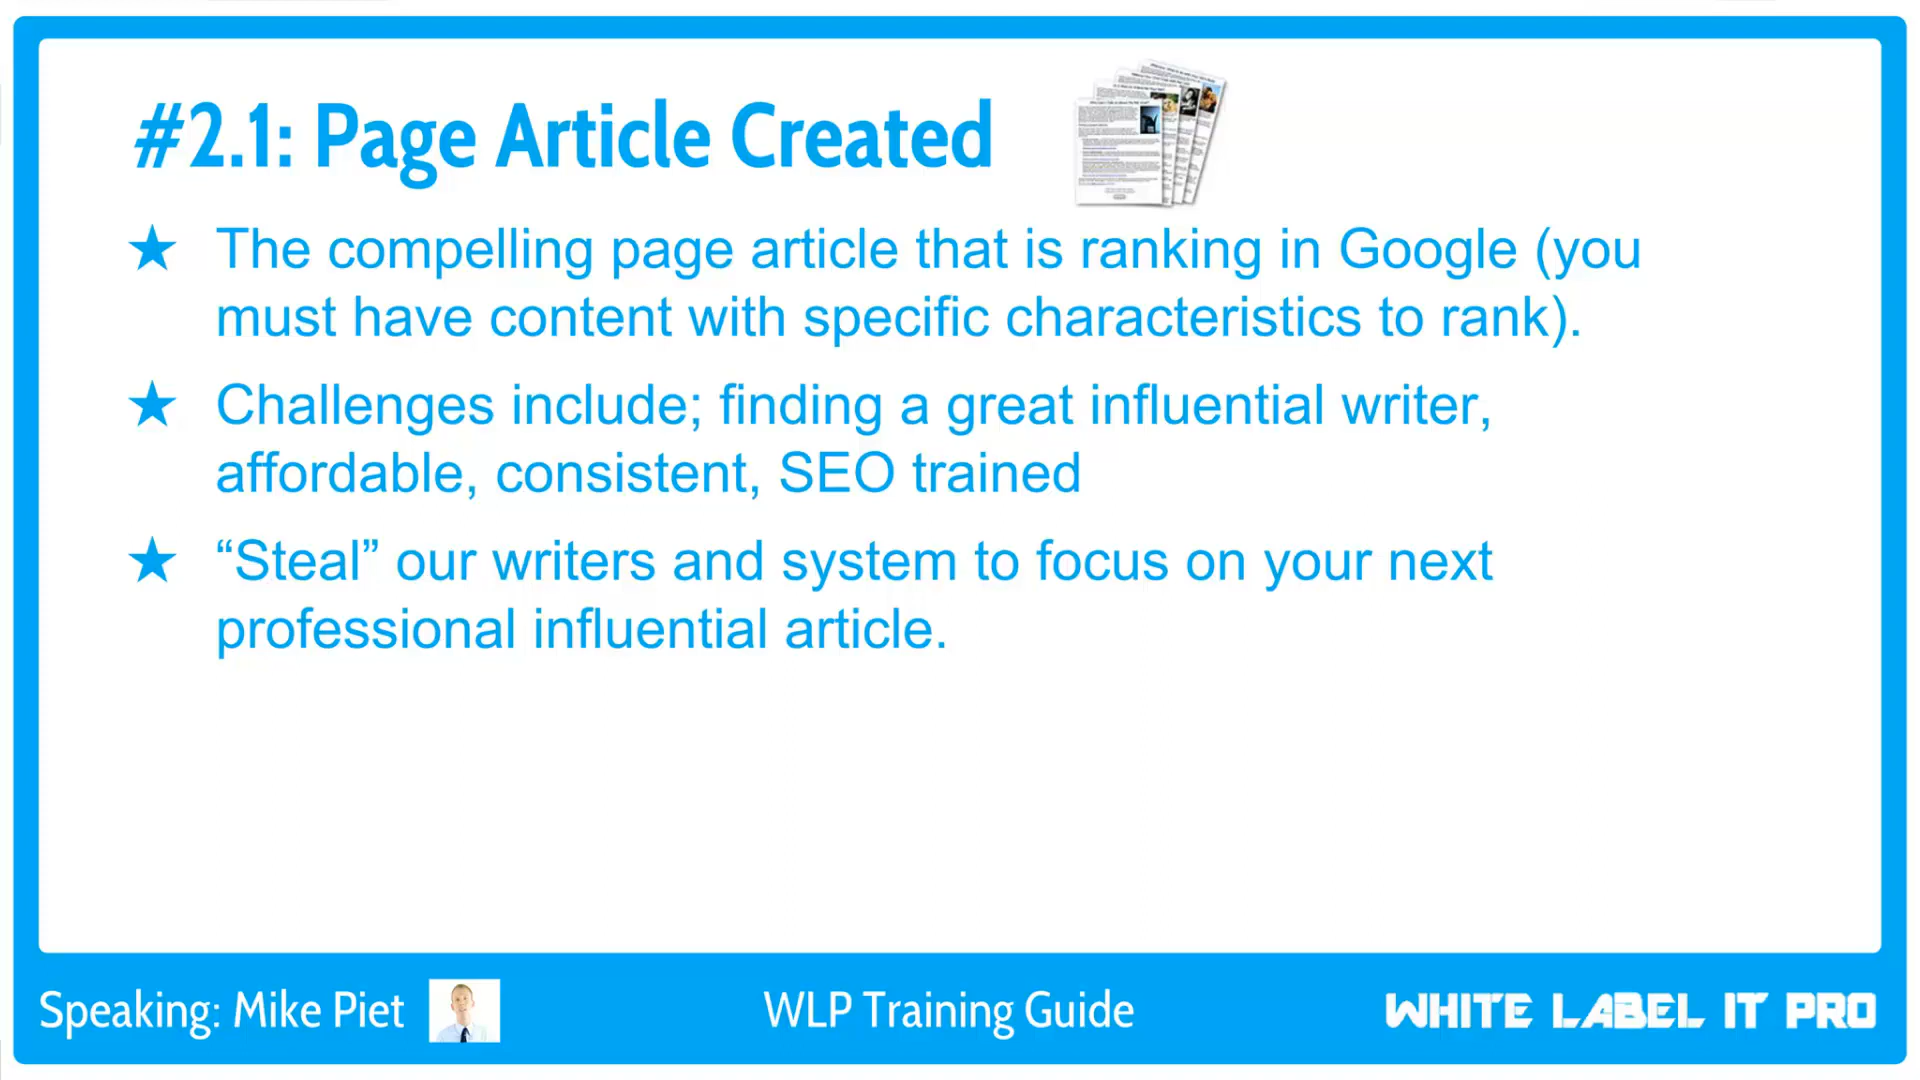 #2.1: Page Article Created
★ The compelling page article that is ranking in Google (you
must have content with specific characteristics to rank).
★ Challenges include; finding a great influential writer,
affordable, consistent, SEO trained
★ “Steal” our writers and system to focus on your next
professional influential article.
Speaking: Mike Piet
WLP Training Guide
WHITE LABEL IT PRO